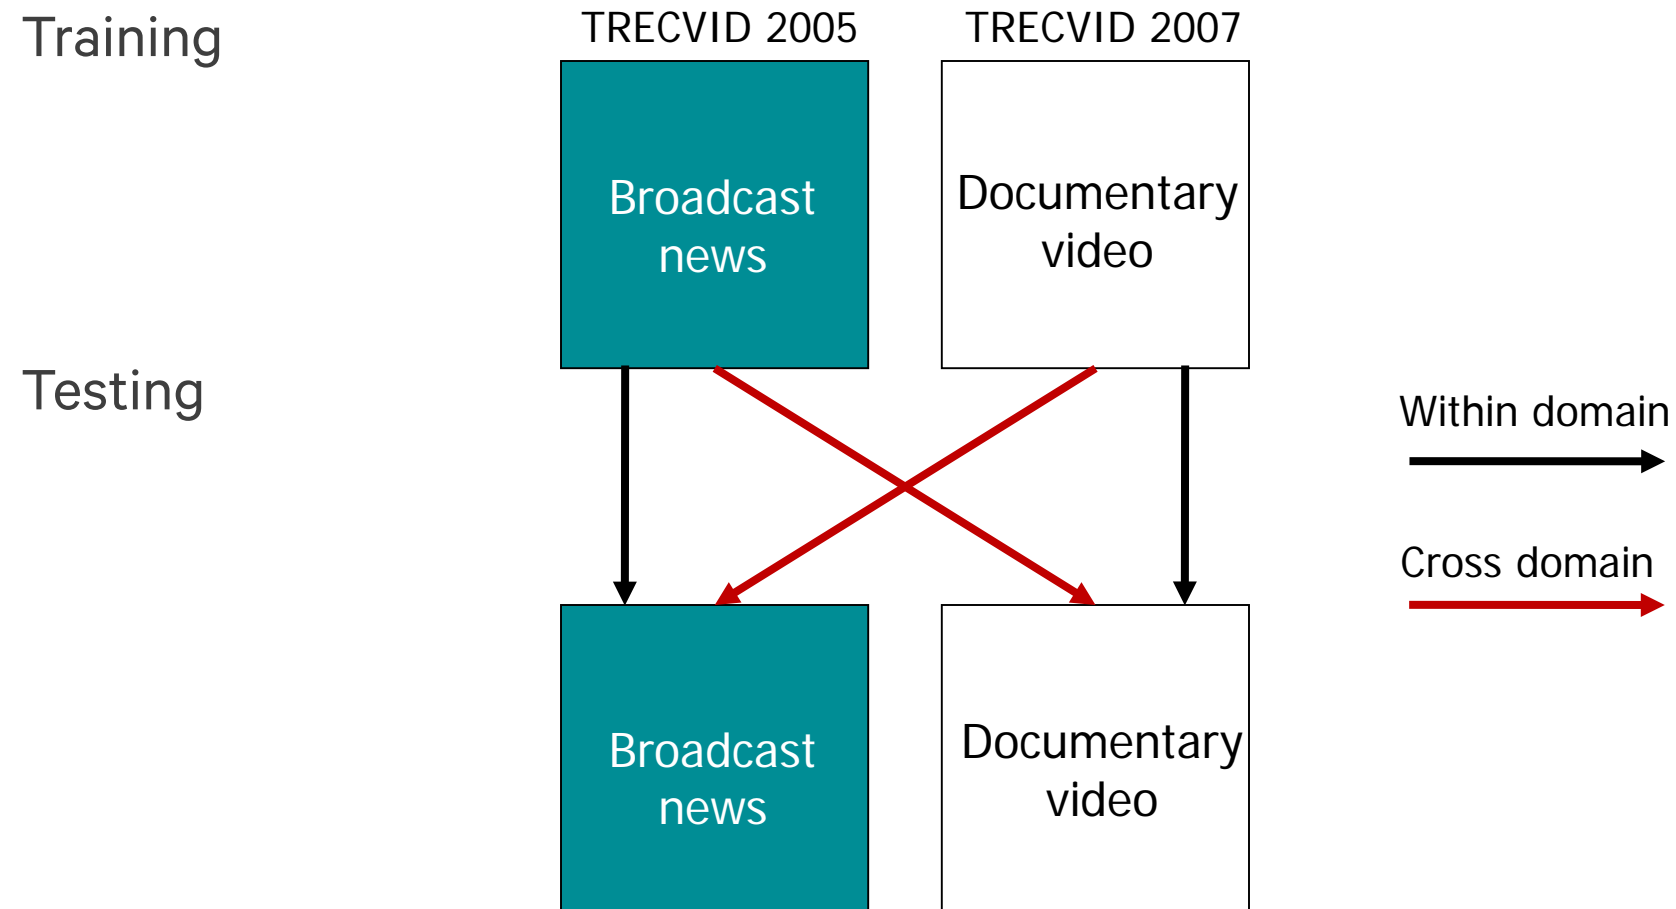 Training
TRECVID 2005
TRECVID 2007
Broadcast
news
Documentary
video
Testing
Within domain
Cross domain
Broadcast
news
Documentary
video